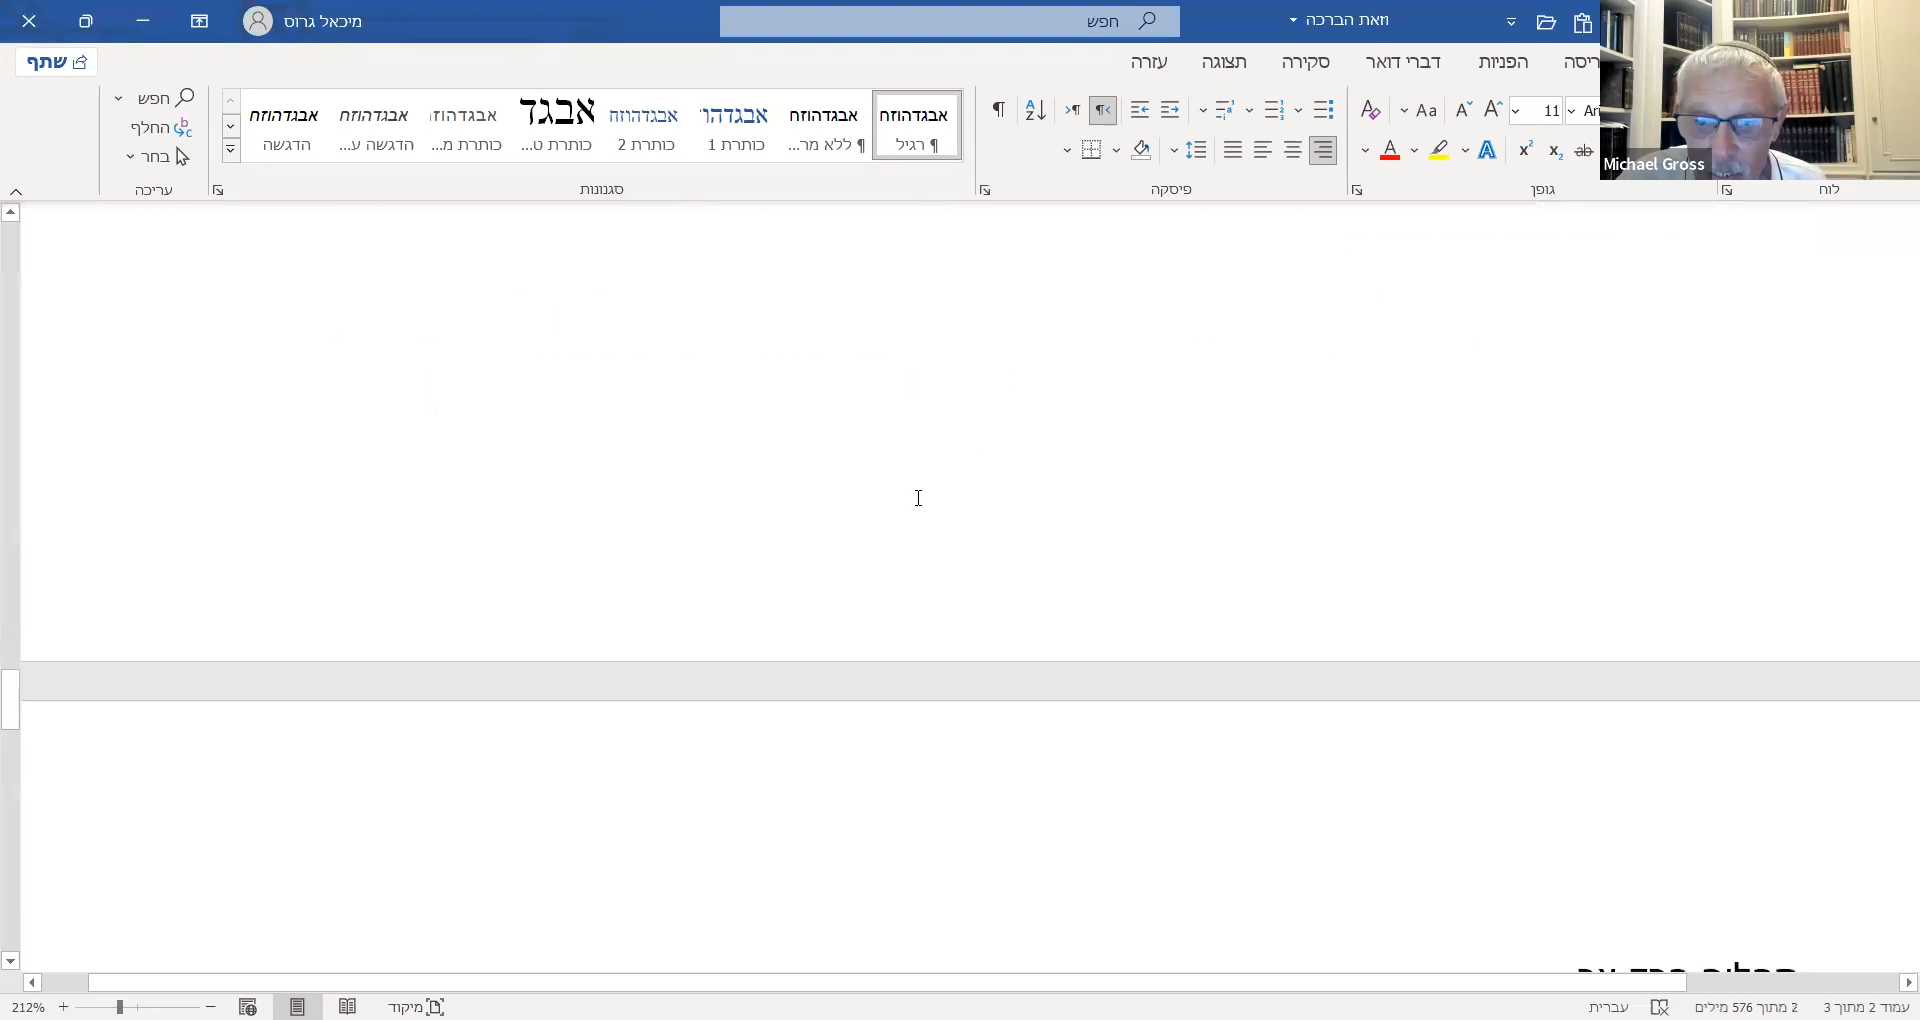 וזאת הברכה
חפש
מיכאל גרוס
הפניות
דברי דואר
סקירה
תצוגה
עזרה
שתף
11
Aa
אבגדהוזח
אבגדהוזח
אבגדהו
אבגדהוזח
אבגד
אבגדהוזח
אבגדהוזח
חפש
החלף
בחר
¶ רגיל
¶ ללא מר...
כותרת 1
כותרת 2
כותרת ט...
כותרת מ...
הדגשה ע...
הדגשה
לוח
גופן
פיסקה
סגנונות
עריכה
Michael Gross
עמוד 2 מתוך 3
2 מתוך 576 מילים
עברית
מיקוד
212%